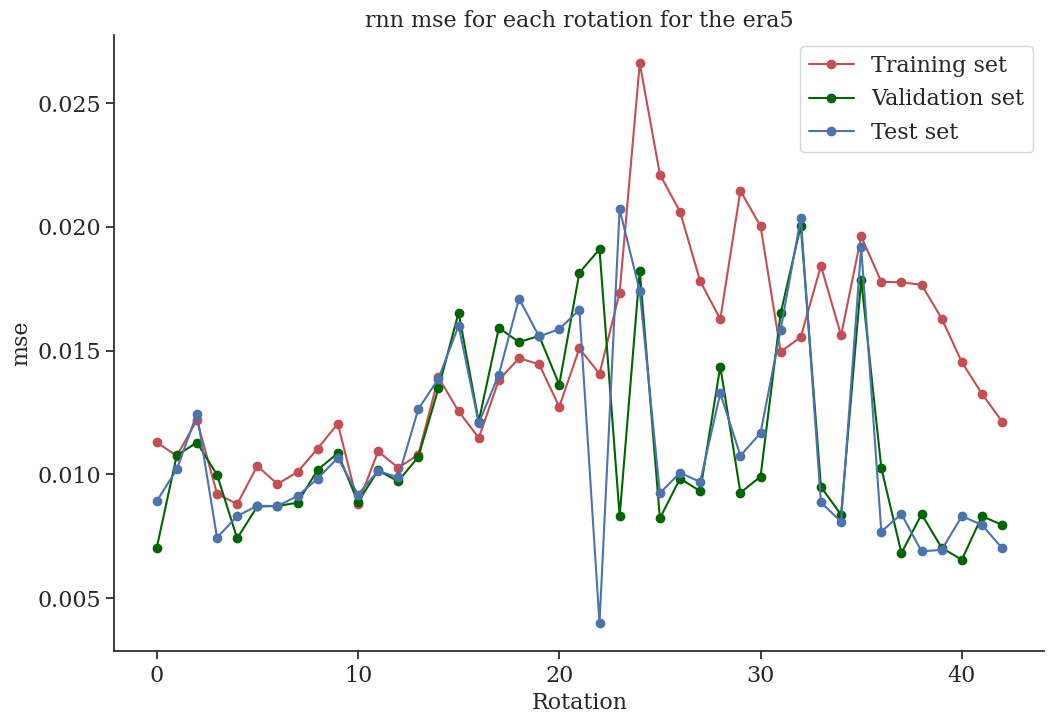 rnn mse for each rotation for the era5
Training set
Validation set
Test set
mse
0.025
0.020
0.015
0.010
0.005
0
10
20
30
40
Rotation